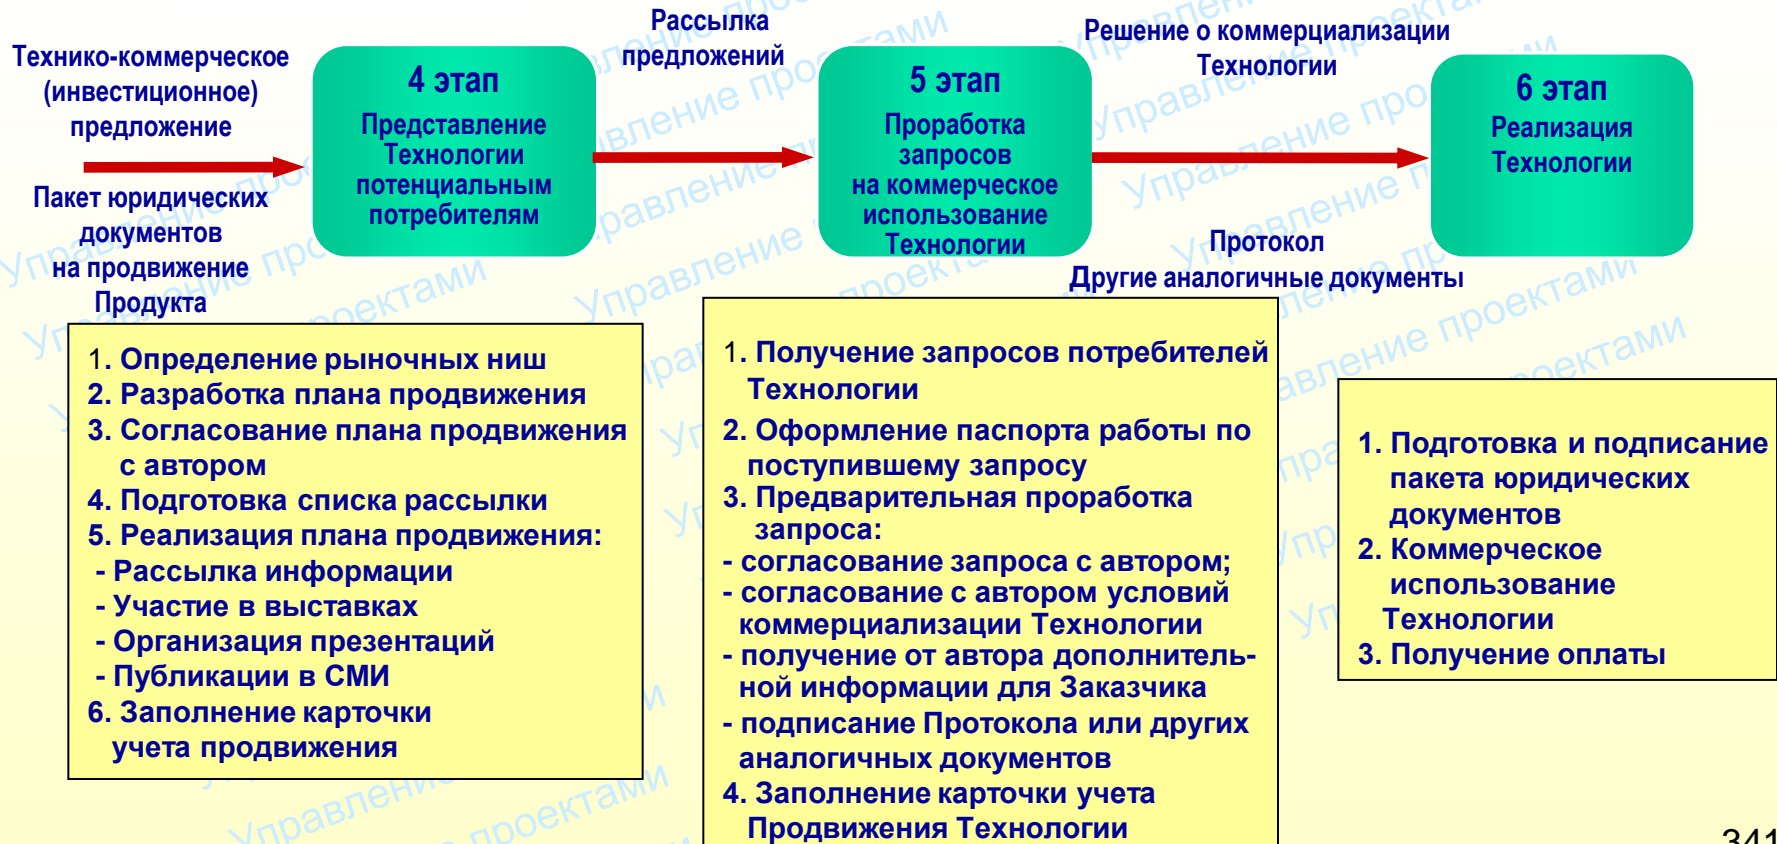 Технико-коммерческое
(инвестиционное)
предложение
Пакет юридических
документов
на продвижение
Продукта
4 этап
Представление
Технологии
потенциальным
потребителям
Рассылка
предложений
5 этап
Проработка
запросов
на коммерческое
использование
Технологии
Решение о коммерциализации
Технологии
Протокол
Другие аналогичные документы
6 этап
Реализация
Технологии
1. Определение рыночных ниш
2. Разработка плана продвижения
3. Согласование плана продвижения
с автором
4. Подготовка списка рассылки
5. Реализация плана продвижения:
- Рассылка информации
- Участие в выставках
- Организация презентаций
- Публикации в СМИ
6. Заполнение карточки
учета продвижения
1. Получение запросов потребителей
Технологии
2. Оформление паспорта работы по
поступившему запросу
3. Предварительная проработка
запроса:
- согласование запроса с автором;
- согласование с автором условий
коммерциализации Технологии
- получение от автора дополнитель-
ной информации для Заказчика
- подписание Протокола или других
аналогичных документов
4. Заполнение карточки учета
Продвижения Технологии
1. Подготовка и подписание
пакета юридических
документов
2. Коммерческое
использование
Технологии
3. Получение оплаты
341